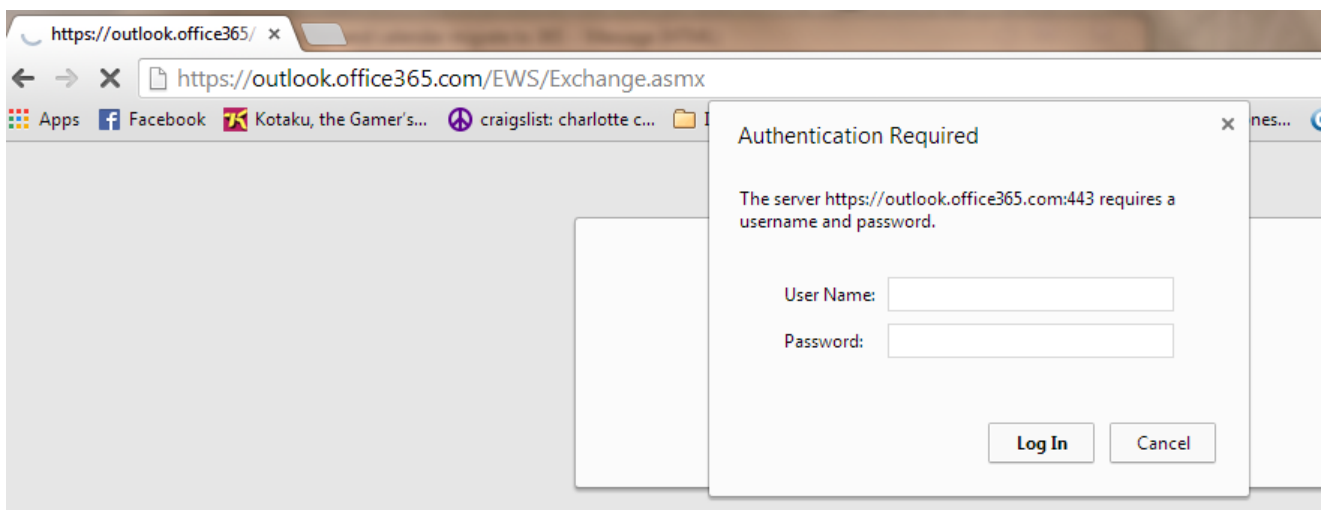 https://outlook.office365/
https://outlook.office365.com/EWS/Exchange.asmx
Apps Facebook Kotaku, the Gamer's... craigslist: charlotte c... nes...
Authentication Required
The server https://outlook.office365.com:443 requires a
username and password.
User Name:
Password:
Log In Cancel